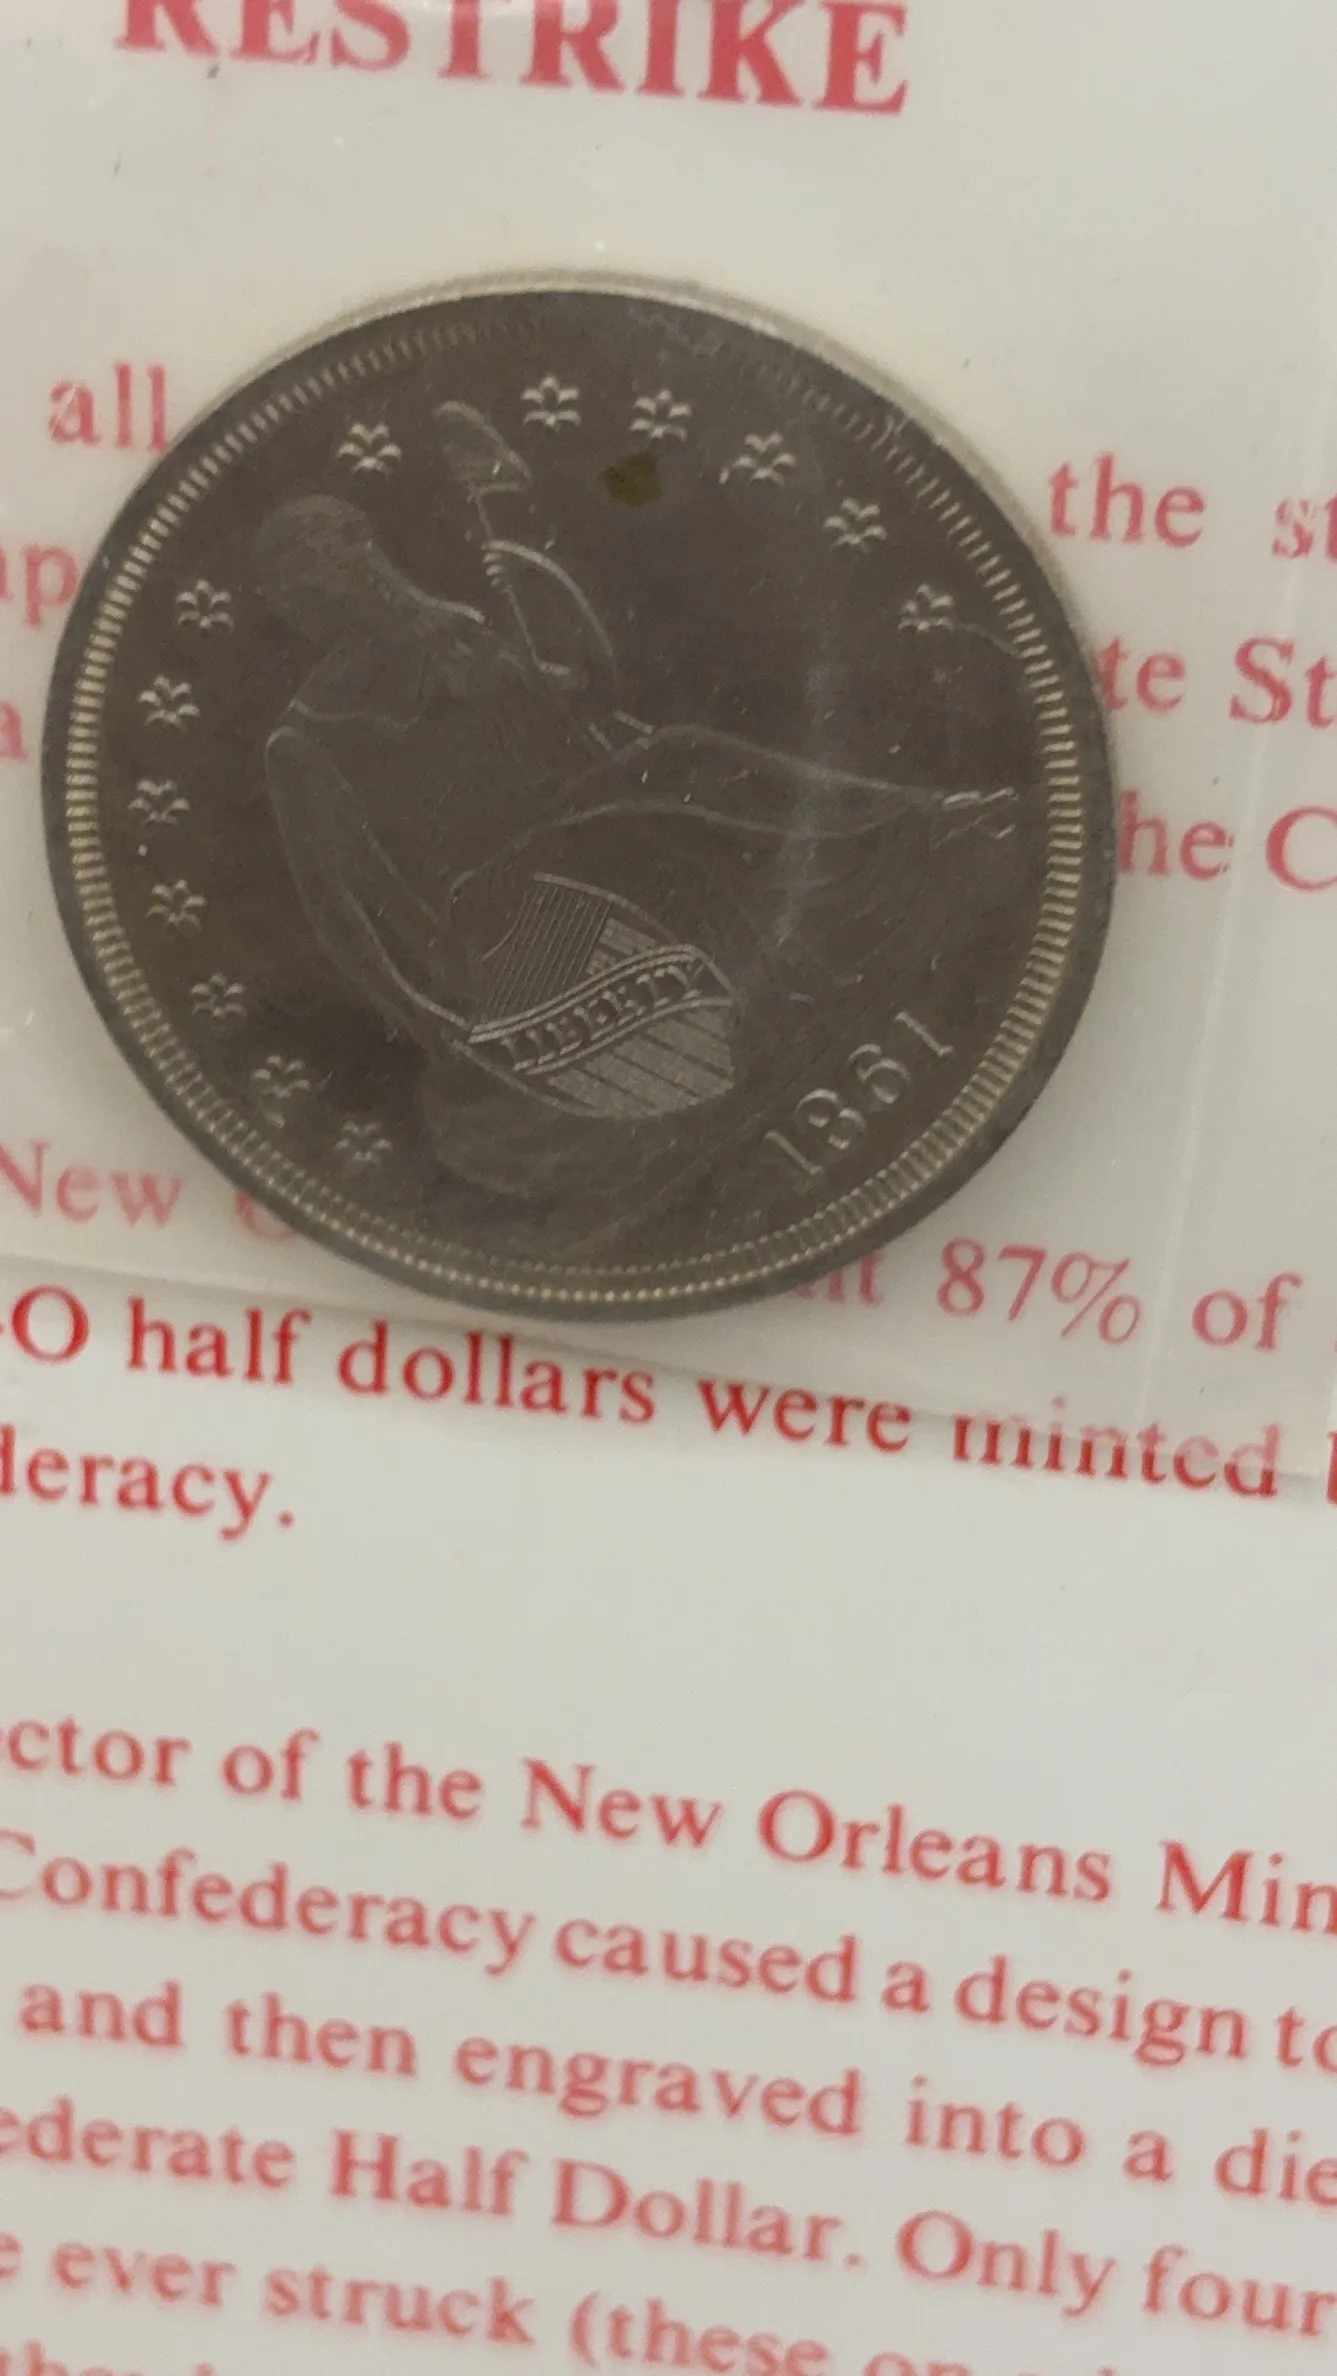 RESTRIKE
all the
te St
he C
LIBERTY
1861
New 87% of
-O half dollars were minted
deracy.
ctor of the New Orleans Min
Confederacy caused a design to
and then engraved into a die
ederate Half Dollar. Only four
e ever struck (these